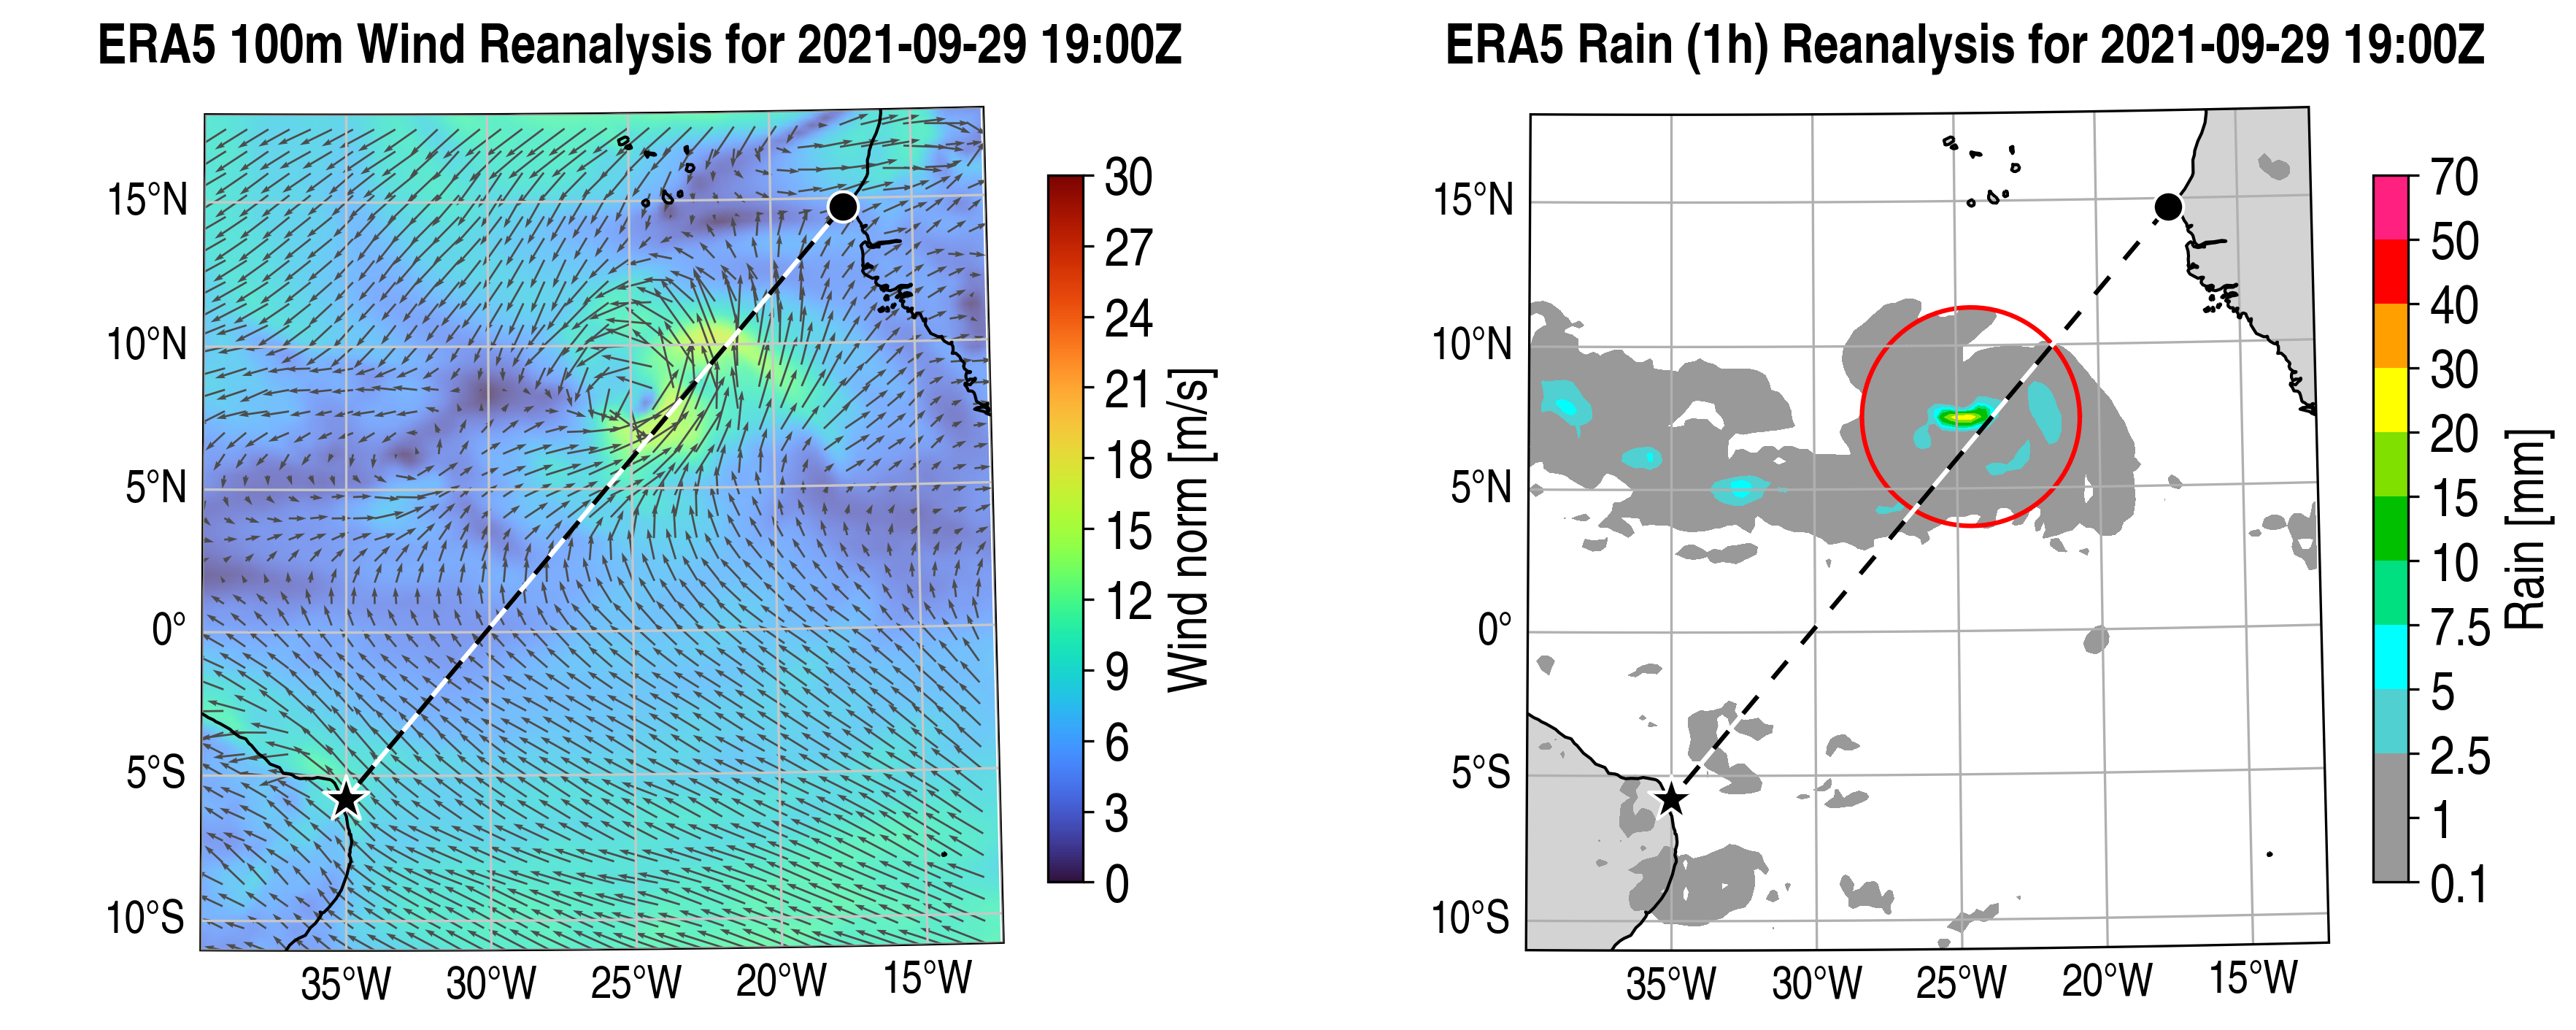 ERA5 100m Wind Reanalysis for 2021-09-29 19:00Z
15°N
10°N
5°N
0°
5°S
10°S
35°W 30°W 25°W 20°W 15°W
30
27
24
21
18
15
12
9
6
3
0
Wind norm [m/s]
ERA5 Rain (1h) Reanalysis for 2021-09-29 19:00Z
15°N
10°N
5°N
0°
5°S
10°S
35°W 30°W 25°W 20°W 15°W
70
50
40
30
20
15
10
7.5
5
2.5
1
0.1
Rain [mm]